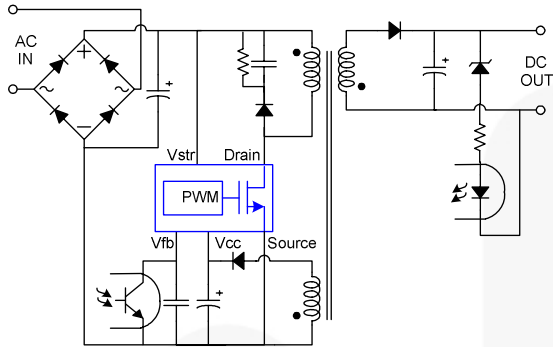 AC
IN
+
~
~
−
+
Vstr
Drain
PWM
Vfb
Vcc
Source
+
+
DC
OUT